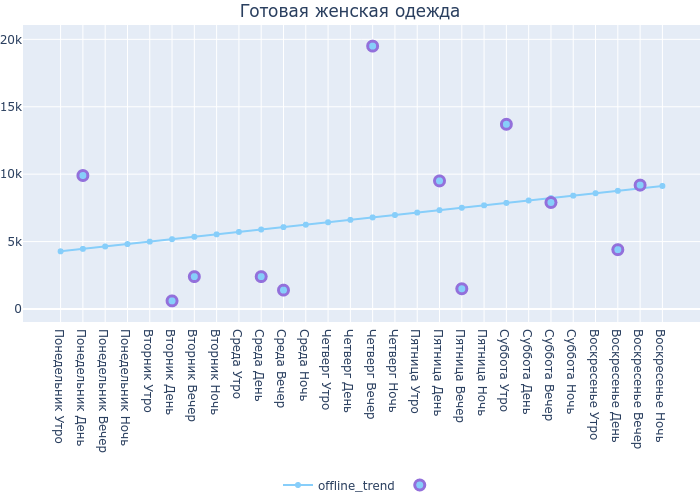 Готовая женская одежда
20k
15k
10k
5k
0
Понедельник Утро
Понедельник День
Понедельник Вечер
Понедельник Ночь
Вторник Утро
Вторник День
Вторник Вечер
Вторник Ночь
Среда Утро
Среда День
Среда Вечер
Среда Ночь
Четверг Утро
Четверг День
Четверг Вечер
Четверг Ночь
Пятница Утро
Пятница День
Пятница Вечер
Пятница Ночь
Суббота Утро
Суббота День
Суббота Вечер
Суббота Ночь
Воскресенье Утро
Воскресенье День
Воскресенье Вечер
Воскресенье Ночь
offline_trend